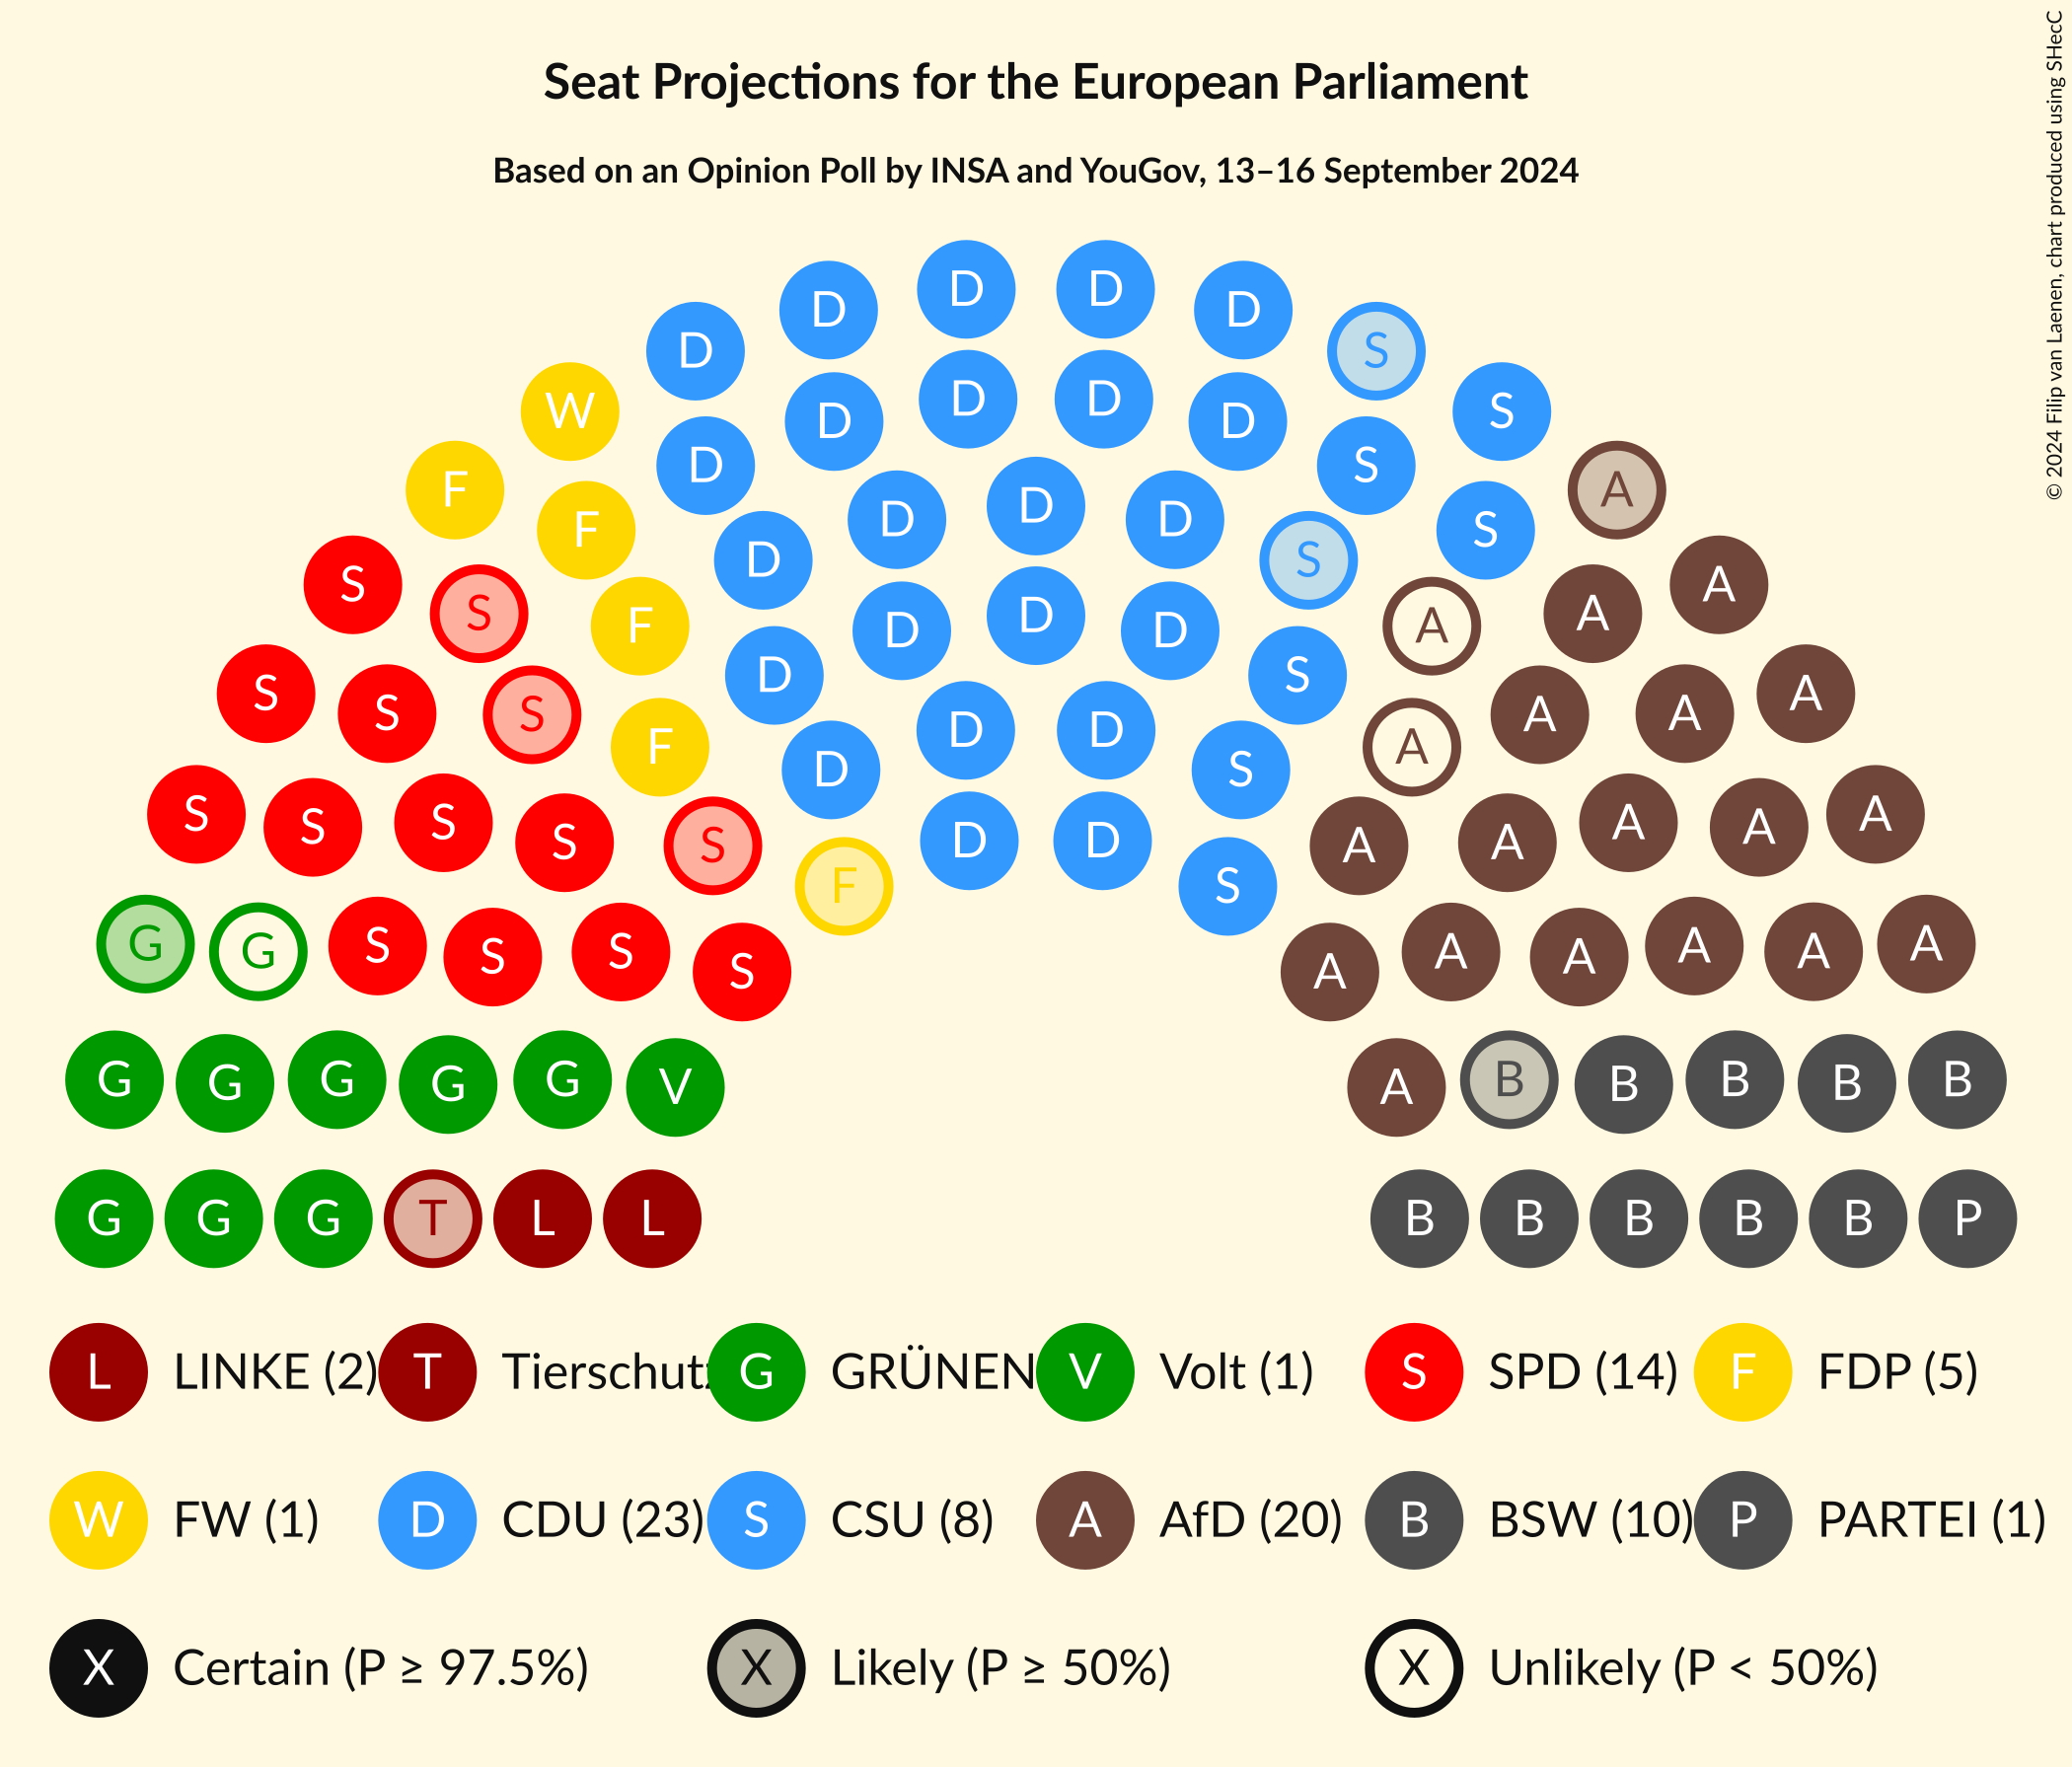 Seat Projections for the European Parliament
Based on an Opinion Poll by INSA and YouGov, 13–16 September 2024
© 2024 Filip van Laenen, chart produced using SHecC
D D D D D S
W D D D D D S S
F F D D D D S S A
S S F D D D D S A A A
S S S F D D D S A A A A
S S S S S F D D S A A A A A
G G S S S S A A A A A A
G G G G G V A B B B B B
G G G T L L B B B B B P
L LINKE (2) T Tierschutz G GRÜNEN V Volt (1) S SPD (14) F FDP (5)
W FW (1) D CDU (23) S CSU (8) A AfD (20) B BSW (10) P PARTEI (1)
X Certain (P ≥ 97.5%) X Likely (P ≥ 50%) X Unlikely (P < 50%)